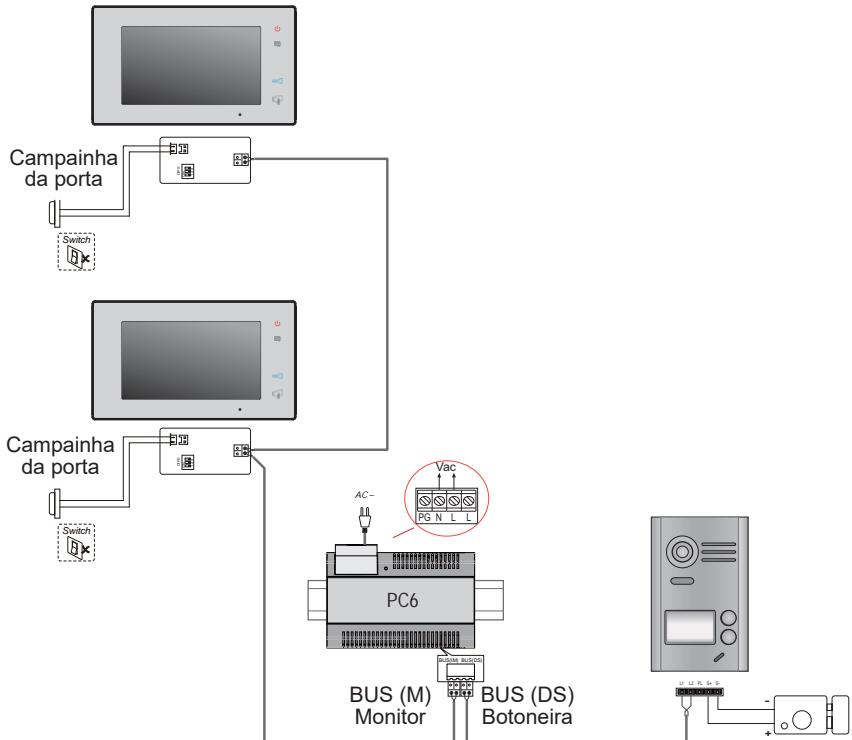 Campainha
da porta
Switch
Campainha
da porta
Switch
Vac
AC~
PG N L L
PC6
BUS(IM) BUS(DS)
BUS (M)
Monitor
BUS (DS)
Botoneira
L1 L2 PL S+ S-
-
+